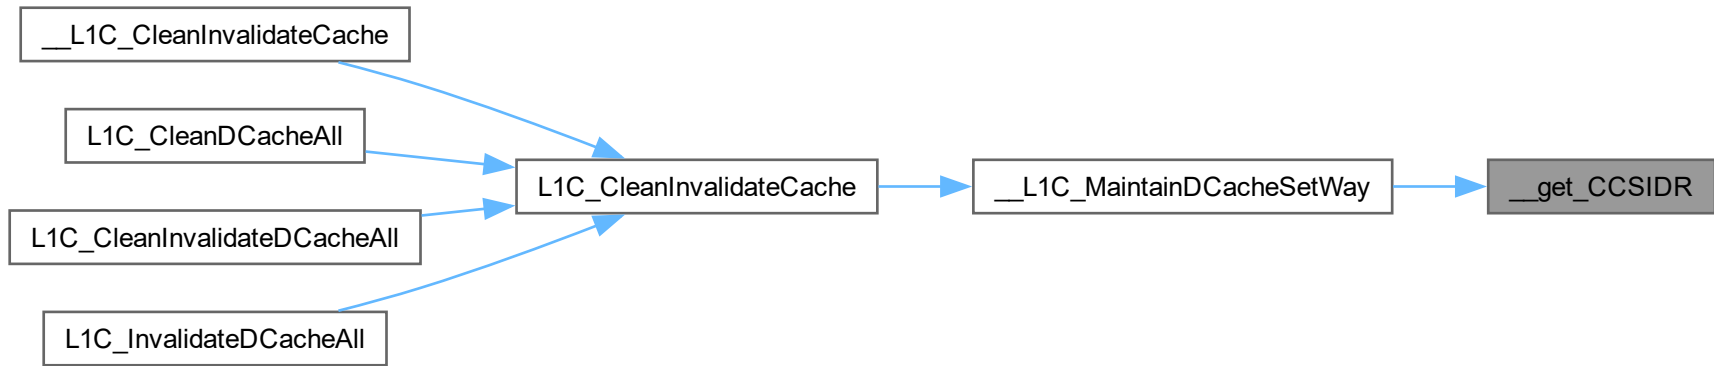 __L1C_CleanInvalidateCache
L1C_CleanDCacheAll
L1C_CleanInvalidateDCacheAll
L1C_InvalidateDCacheAll
L1C_CleanInvalidateCache
__L1C_MaintainDCacheSetWay
__get_CCSIDR